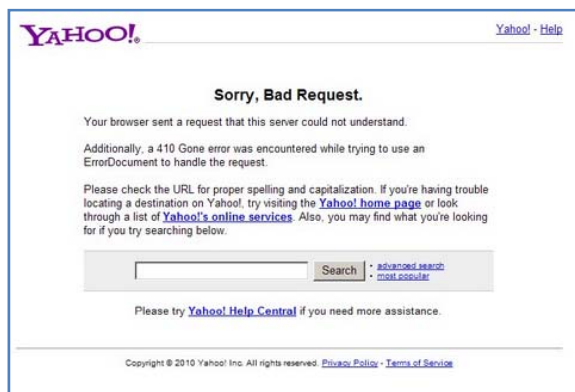 YAHOO!® Yahoo! - Help
Sorry, Bad Request.
Your browser sent a request that this server could not understand.
Additionally, a 410 Gone error was encountered while trying to use an
ErrorDocument to handle the request.
Please check the URL for proper spelling and capitalization. If you're having trouble
locating a destination on Yahoo!, try visiting the Yahoo! home page or look
through a list of Yahoo!'s online services. Also, you may find what you're looking
for if you try searching below.
Search • advanced search
• most popular
Please try Yahoo! Help Central if you need more assistance.
Copyright © 2010 Yahoo! Inc. All rights reserved. Privacy Policy - Terms of Service